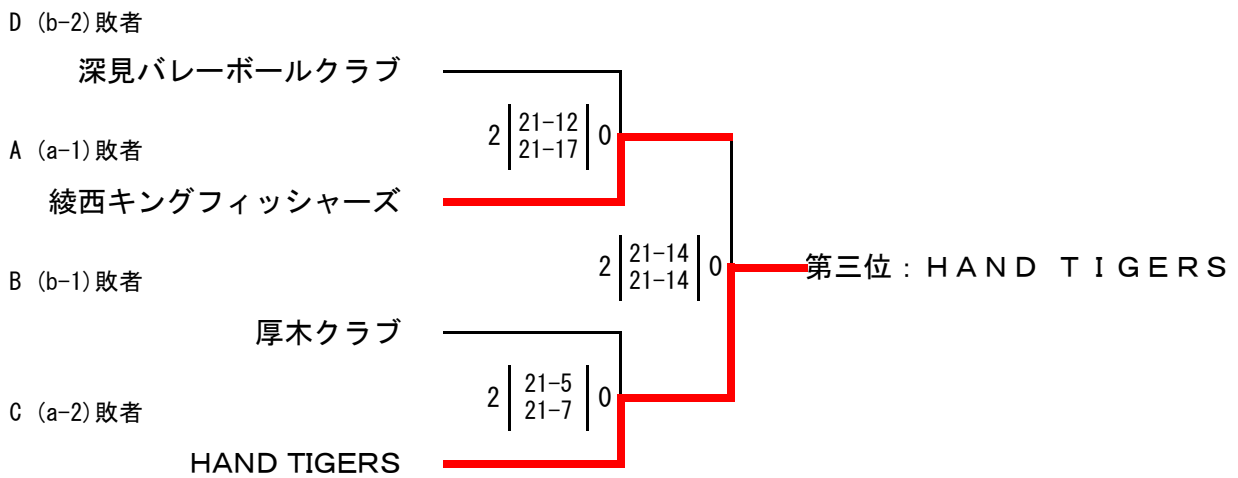 D (b-2)敗者
深見バレーボールクラブ
2 21-12 0
21-17
A (a-1)敗者
綾西キングフィッシャーズ
2 21-14 0
21-14
第三位：ＨＡＮＤ　ＴＩＧＥＲＳ
B (b-1)敗者
厚木クラブ
2 21-5 0
21-7
C (a-2)敗者
HAND TIGERS